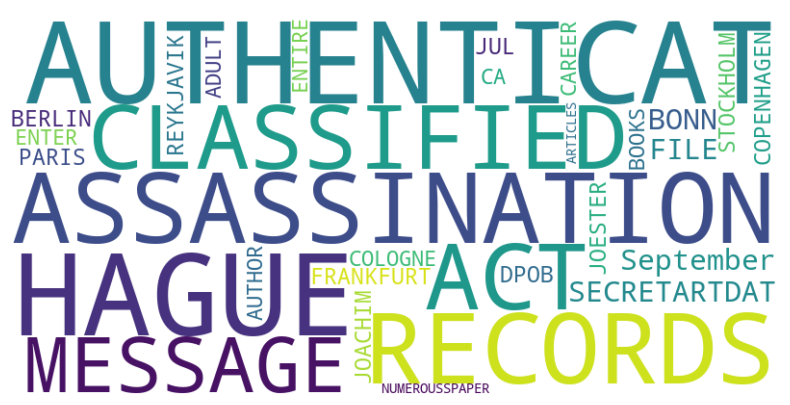 AUTHENTICAT
REYKJAVIK
ADULT
ENTIRE
JUL
CA
CAREER
STOCKHOLM
COPENHAGEN
BERLIN
ENTER
PARIS
CLASSIFIED
ARTICLES
BOOKS
BONN
FILE
ASSASSINATION
HAGUE
AUTHOR
COLOGNE
FRANKFURT
JOACHIM
ACT
DPOB
JOESTER
September
SECRETARTDAT
MESSAGE
RECORDS
NUMEROUSSPAPER